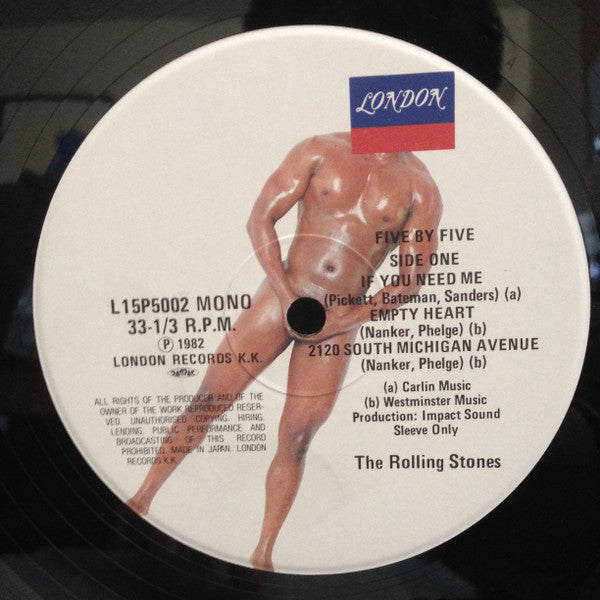 LONDON
FIVE BY FIVE
SIDE ONE
IF YOU NEED ME
(Pickett, Bateman, Sanders) (a)
EMPTY HEART
(Nanker, Phelge) (b)
2120 SOUTH MICHIGAN AVENUE
(Nanker, Phelge) (b)
(a) Carlin Music
(b) Westminster Music
Production: Impact Sound
Sleeve Only
The Rolling Stones
L15P5002 MONO
33-1/3 R.P.M.
Ⓟ 1982
LONDON RECORDS K.K.
ALL RIGHTS OF THE PRODUCER AND OF THE
OWNER OF THE WORK REPRODUCED RESER-
VED. UNAUTHORISED COPYING, HIRING,
LENDING, PUBLIC PERFORMANCE AND
BROADCASTING OF THIS RECORD
PROHIBITED. MADE IN JAPAN. LONDON
RECORDS K.K.